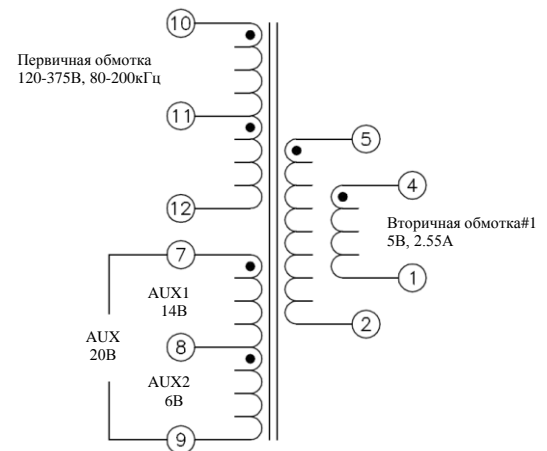 10
Первичная обмотка
120-375В, 80-200кГц
11
12
5
4
Вторичная обмотка#1
5В, 2.55А
1
2
7
AUX1
14В
AUX
20В
8
AUX2
6В
9